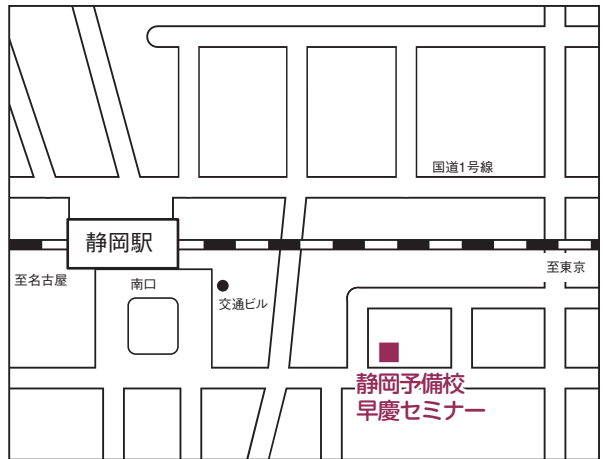 国道1号線
静岡駅
至名古屋
南口
交通ビル
至東京
静岡予備校
早慶セミナー